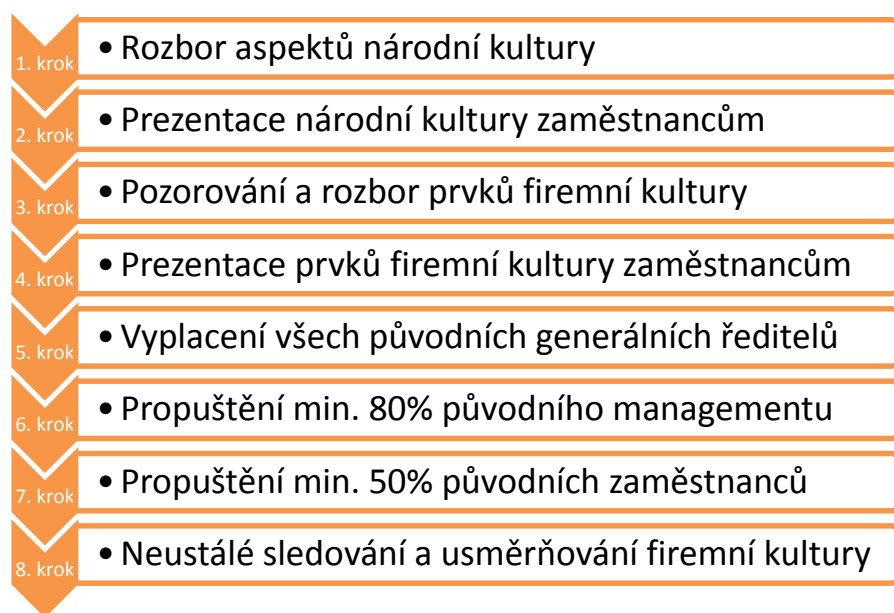 1. krok • Rozbor aspektů národní kultury
2. krok • Prezentace národní kultury zaměstnancům
3. krok • Pozorování a rozbor prvků firemní kultury
4. krok • Prezentace prvků firemní kultury zaměstnancům
5. krok • Vyplacení všech původních generálních ředitelů
6. krok • Propuštění min. 80% původního managementu
7. krok • Propuštění min. 50% původních zaměstnanců
8. krok • Neustálé sledování a usměrňování firemní kultury